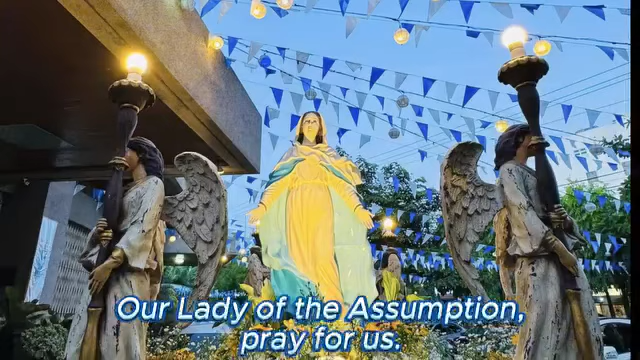 Our Lady of the Assumption,
pray for us.